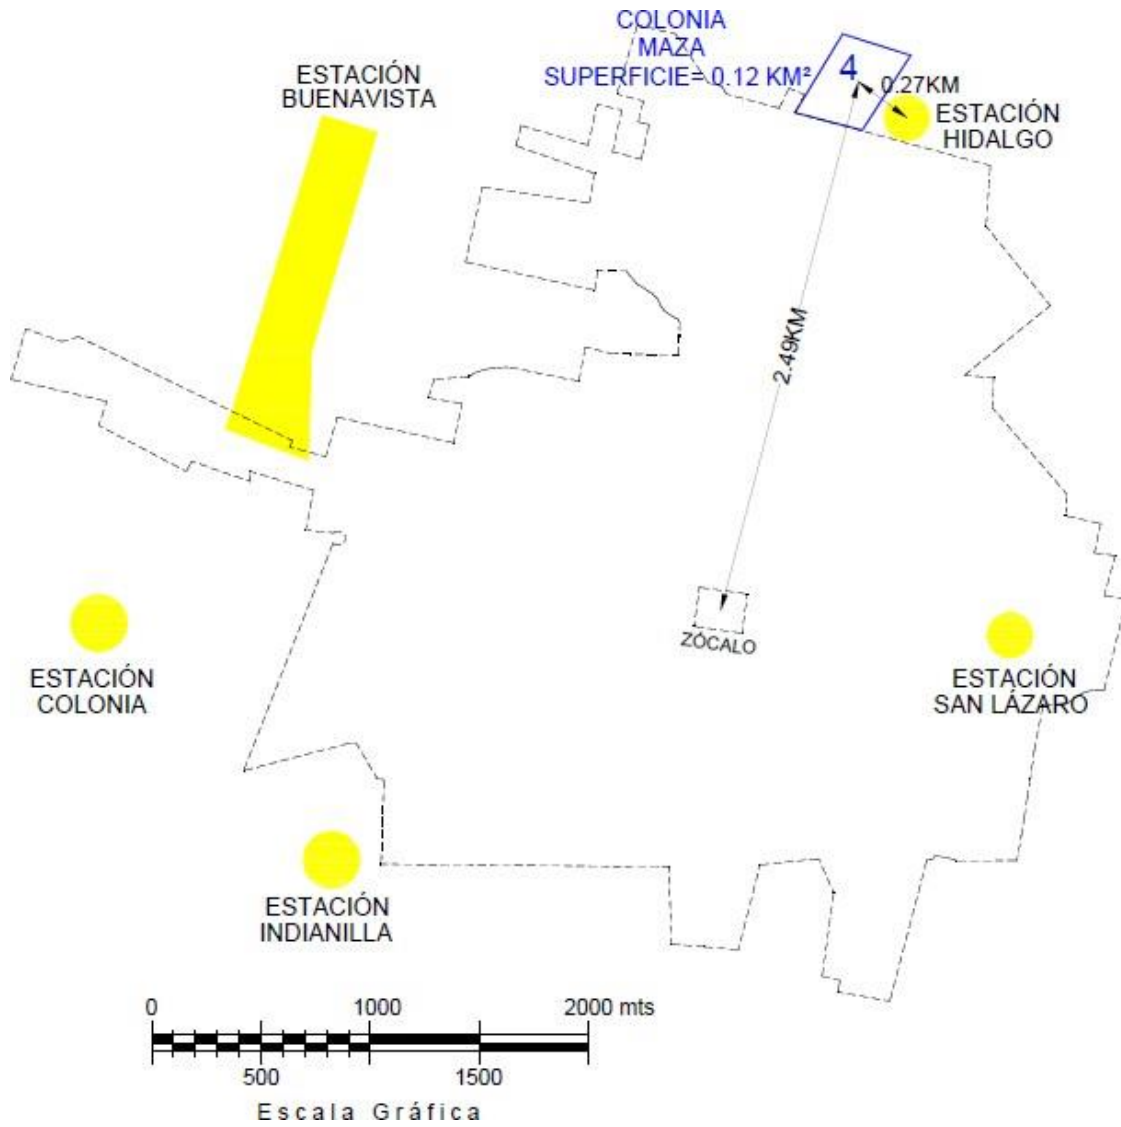 COLONIA
MAZA
SUPERFICIE= 0.12 KM²
4
0.27KM
ESTACIÓN
HIDALGO
ESTACIÓN
BUENAVISTA
2.49KM
ZÓCALO
ESTACIÓN
COLONIA
ESTACIÓN
SAN LÁZARO
ESTACIÓN
INDIANILLA
0 1000 2000 mts
500 1500
Escala Gráfica